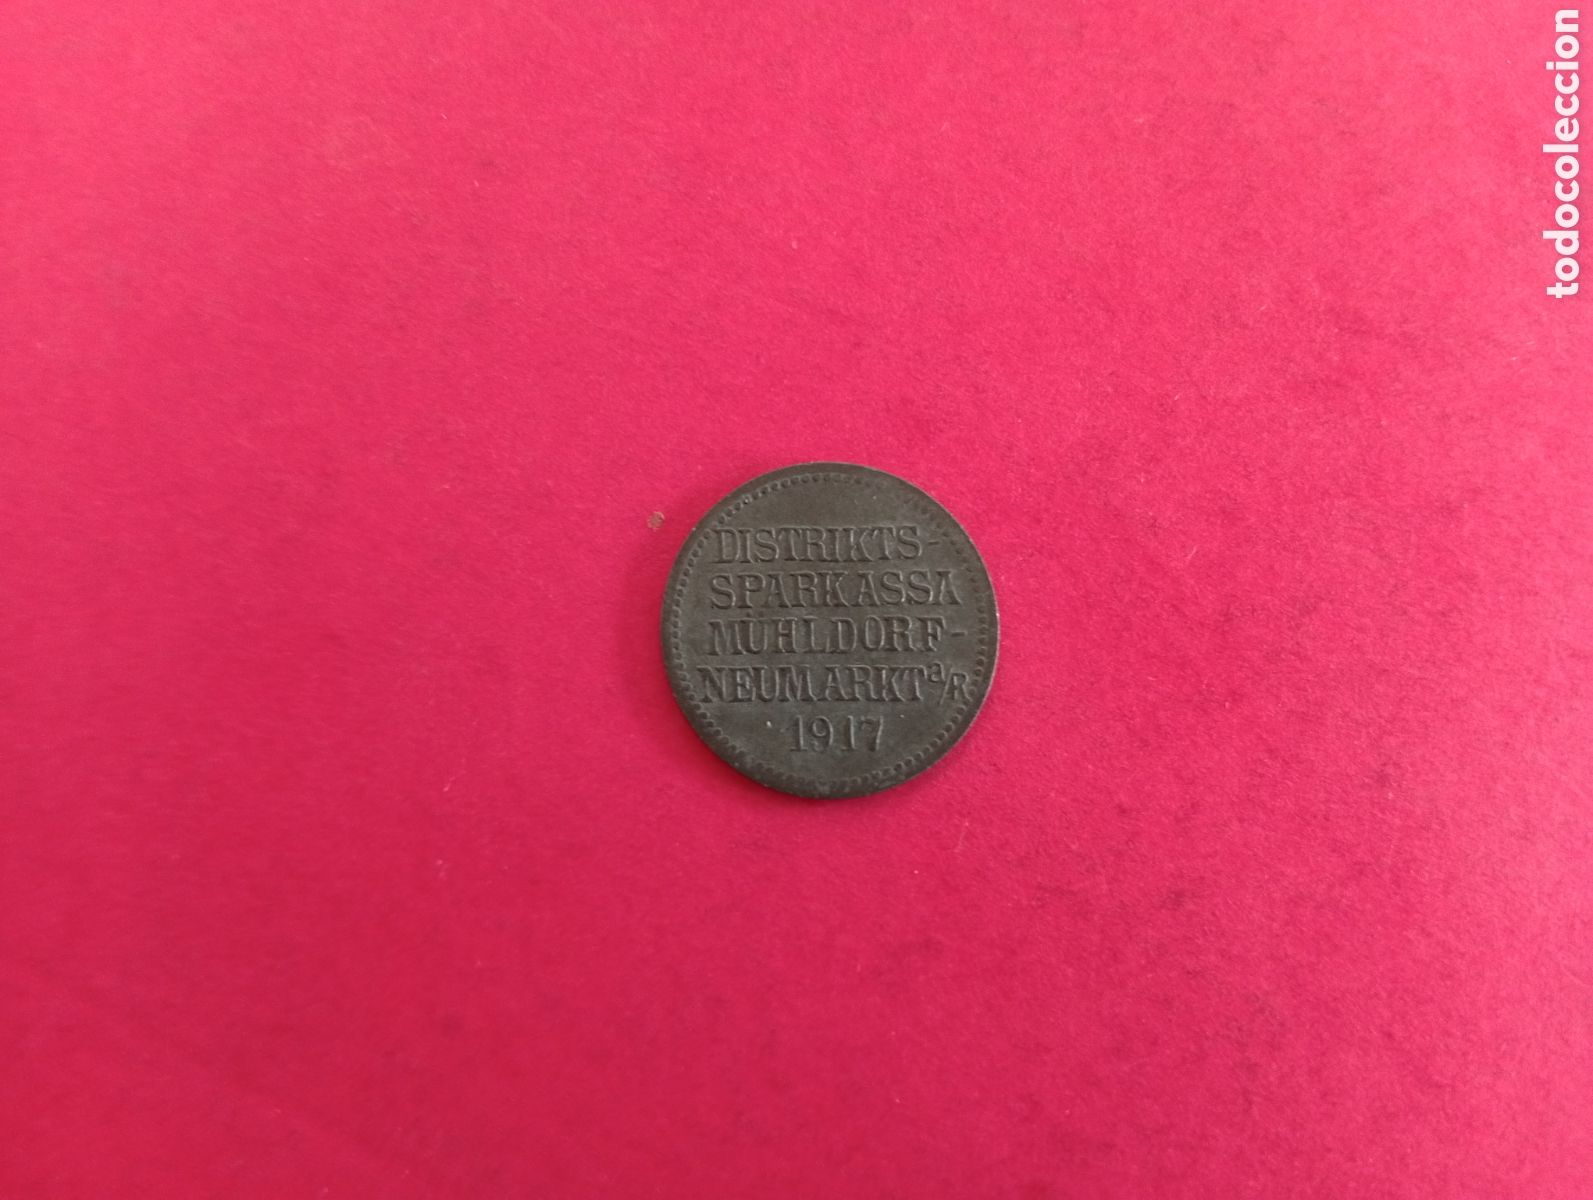 DISTRIKTS-
SPARKASSA
MÜHLDORF-
NEUMARKT a/R
1917
todocoleccion